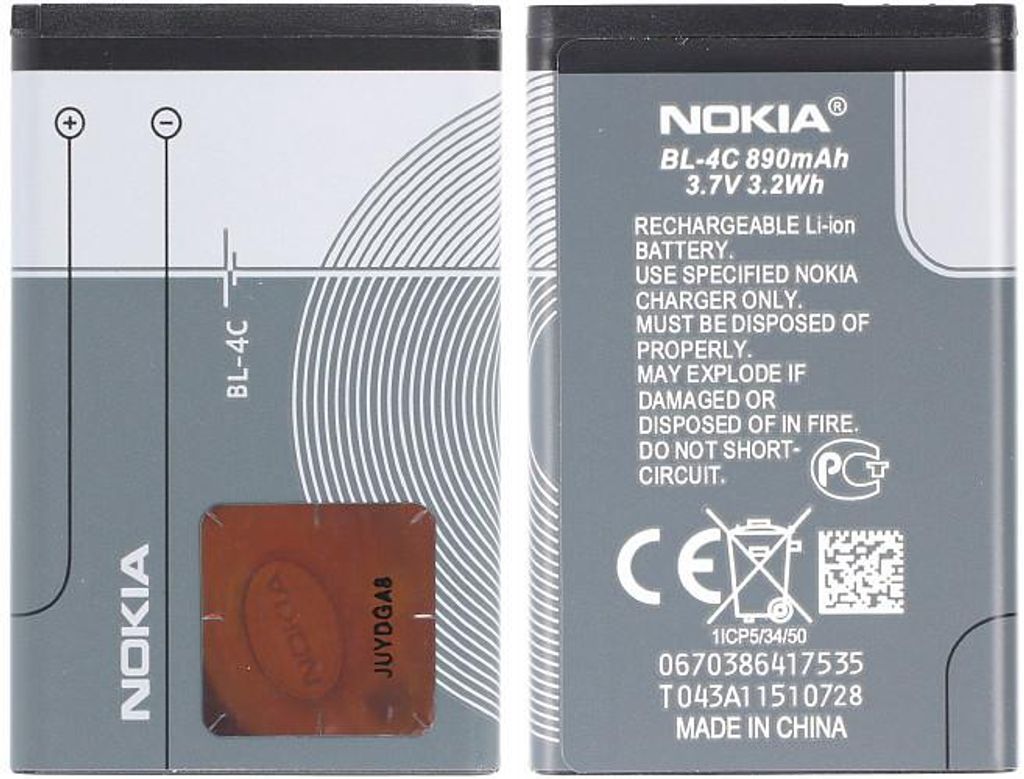 +
−
BL-4C
NOKIA
NOKIA
JUYDGA8
NOKIA®
BL-4C 890mAh
3.7V 3.2Wh
RECHARGEABLE Li-ion
BATTERY.
USE SPECIFIED NOKIA
CHARGER ONLY.
MUST BE DISPOSED OF
PROPERLY.
MAY EXPLODE IF
DAMAGED OR
DISPOSED OF IN FIRE.
DO NOT SHORT-
CIRCUIT.
PCT
CE
1ICP5/34/50
0670386417535
T043A11510728
MADE IN CHINA